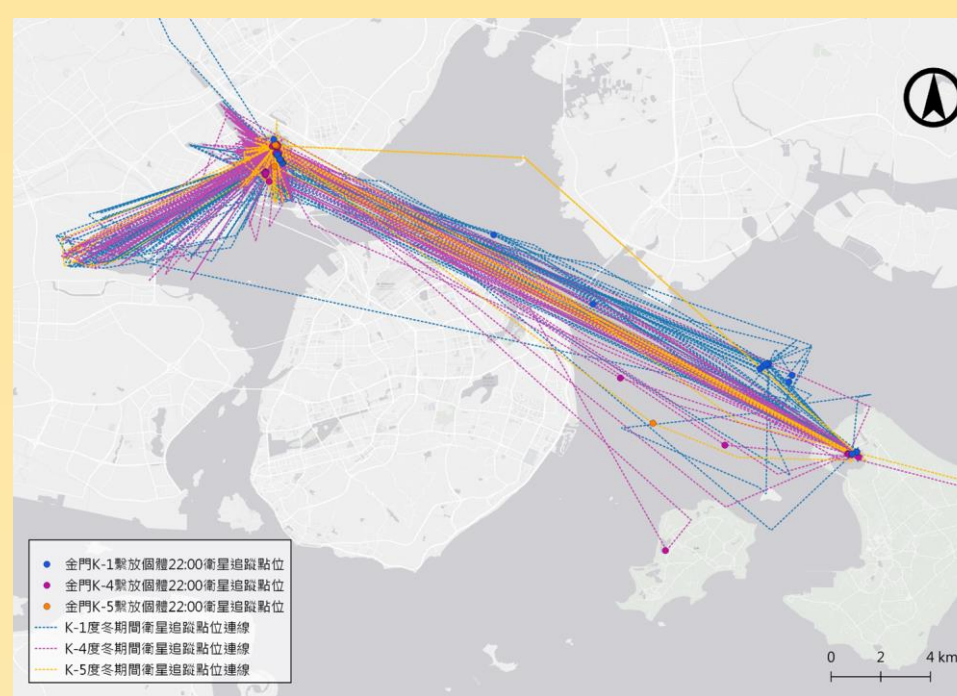 金門K-1繫放個體22:00衛星追蹤點位
金門K-4繫放個體22:00衛星追蹤點位
金門K-5繫放個體22:00衛星追蹤點位
K-1度冬期間衛星追蹤點位連線
K-4度冬期間衛星追蹤點位連線
K-5度冬期間衛星追蹤點位連線
0 2 4 km